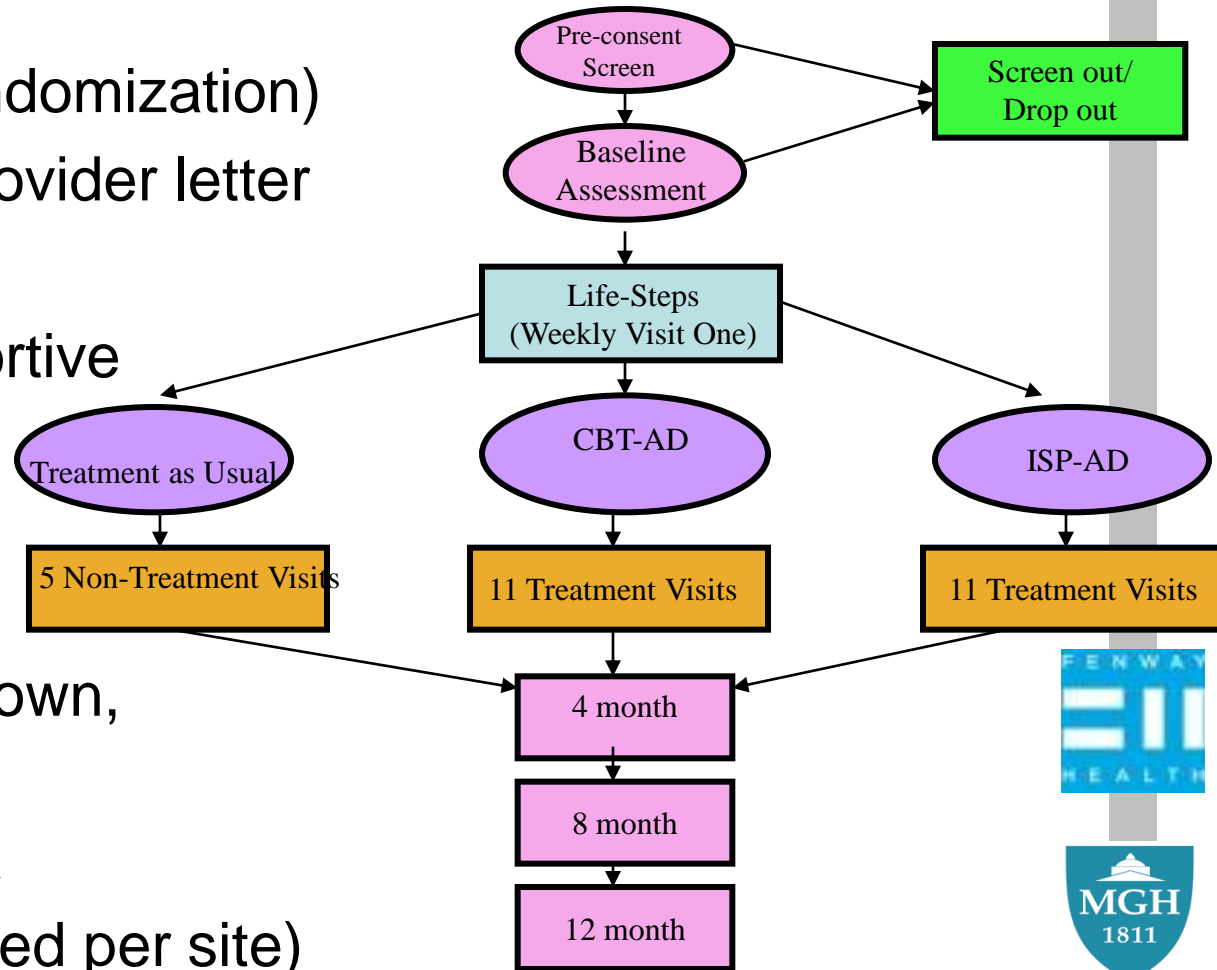 ndomization)
ovider letter
ortive
own,
ed per site)
Pre-consent
Screen
Screen out/
Drop out
Baseline
Assessment
Life-Steps
(Weekly Visit One)
Treatment as Usual
CBT-AD
ISP-AD
5 Non-Treatment Visits
11 Treatment Visits
11 Treatment Visits
4 month
8 month
12 month
FENWAY
HEALTH
MGH
1811